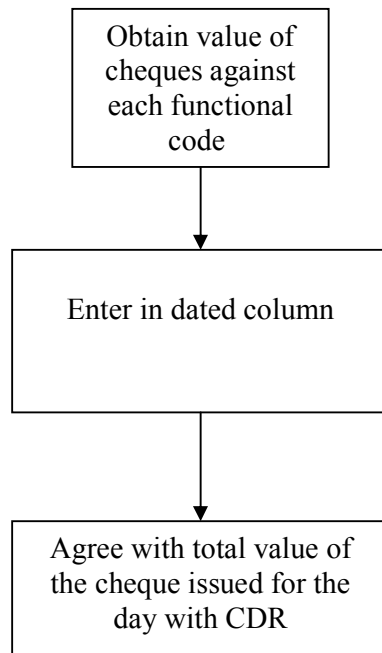 Obtain value of
cheques against
each functional
code
Enter in dated column
Agree with total value of
the cheque issued for the
day with CDR